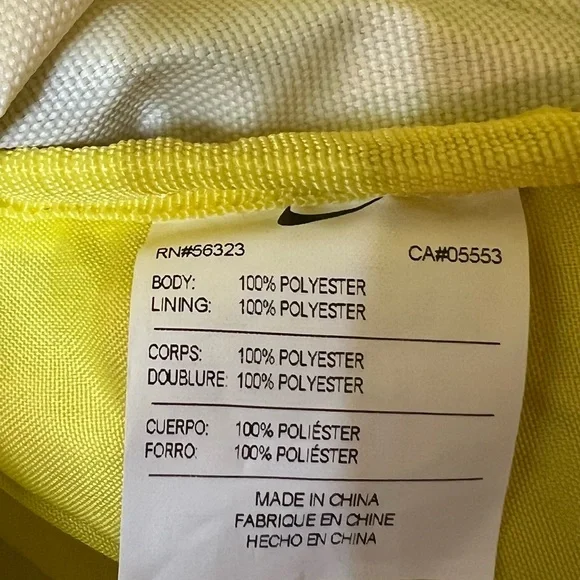 RN#56323 CA#05553
BODY: 100% POLYESTER
LINING: 100% POLYESTER
CORPS: 100% POLYESTER
DOUBLURE: 100% POLYESTER
CUERPO: 100% POLIÉSTER
FORRO: 100% POLIÉSTER
MADE IN CHINA
FABRIQUE EN CHINE
HECHO EN CHINA